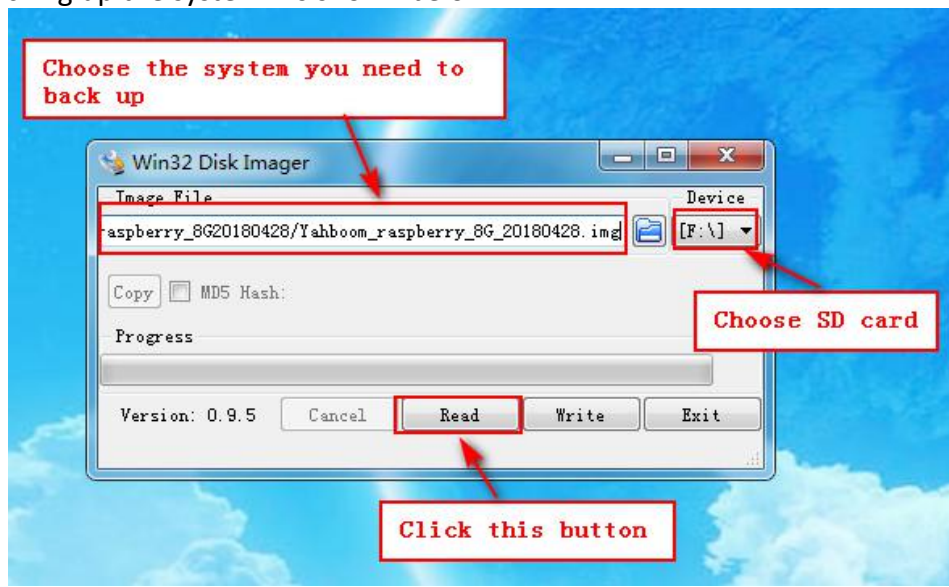 Choose the system you need to
back up
Win32 Disk Imager
Image File
Device
raspberry_8G20180428/Yahboom_raspberry_8G_20180428.img
[F:\]
Copy
MD5 Hash:
Choose SD card
Progress
Version: 0.9.5
Cancel
Read
Write
Exit
Click this button